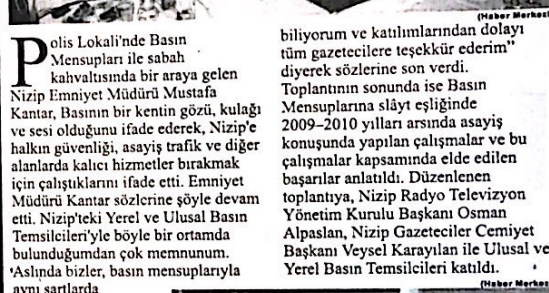 (Haber Merkezi
Polis Lokali'nde Basın
Mensupları ile sabah
kahvaltısında bir araya gelen
Nizip Emniyet Müdürü Mustafa
Kantar, Basının bir kentin gözü, kulağı
ve sesi olduğunu ifade ederek, Nizip'e
halkın güvenliği, asayiş trafik ve diğer
alanlarda kalıcı hizmetler bırakmak
için çalıştıklarını ifade etti. Emniyet
Müdürü Kantar sözlerine şöyle devam
etti. Nizip'teki Yerel ve Ulusal Basın
Temsilcileri'yle böyle bir ortamda
bulunduğumdan çok memnunum.
'Aslında bizler, basın mensuplarıyla
aynı şartlarda
biliyorum ve katılımlarından dolayı
tüm gazetecilere teşekkür ederim"
diyerek sözlerine son verdi.
Toplantının sonunda ise Basın
Mensuplarına slâyt eşliğinde
2009–2010 yılları arsında asayiş
konuşunda yapılan çalışmalar ve bu
çalışmalar kapsamında elde edilen
başarılar anlatıldı. Düzenlenen
toplantıya, Nizip Radyo Televizyon
Yönetim Kurulu Başkanı Osman
Alpaslan, Nizip Gazeteciler Cemiyet
Başkanı Veysel Karayılan ile Ulusal ve
Yerel Basın Temsilcileri katıldı.
(Haber Merkez